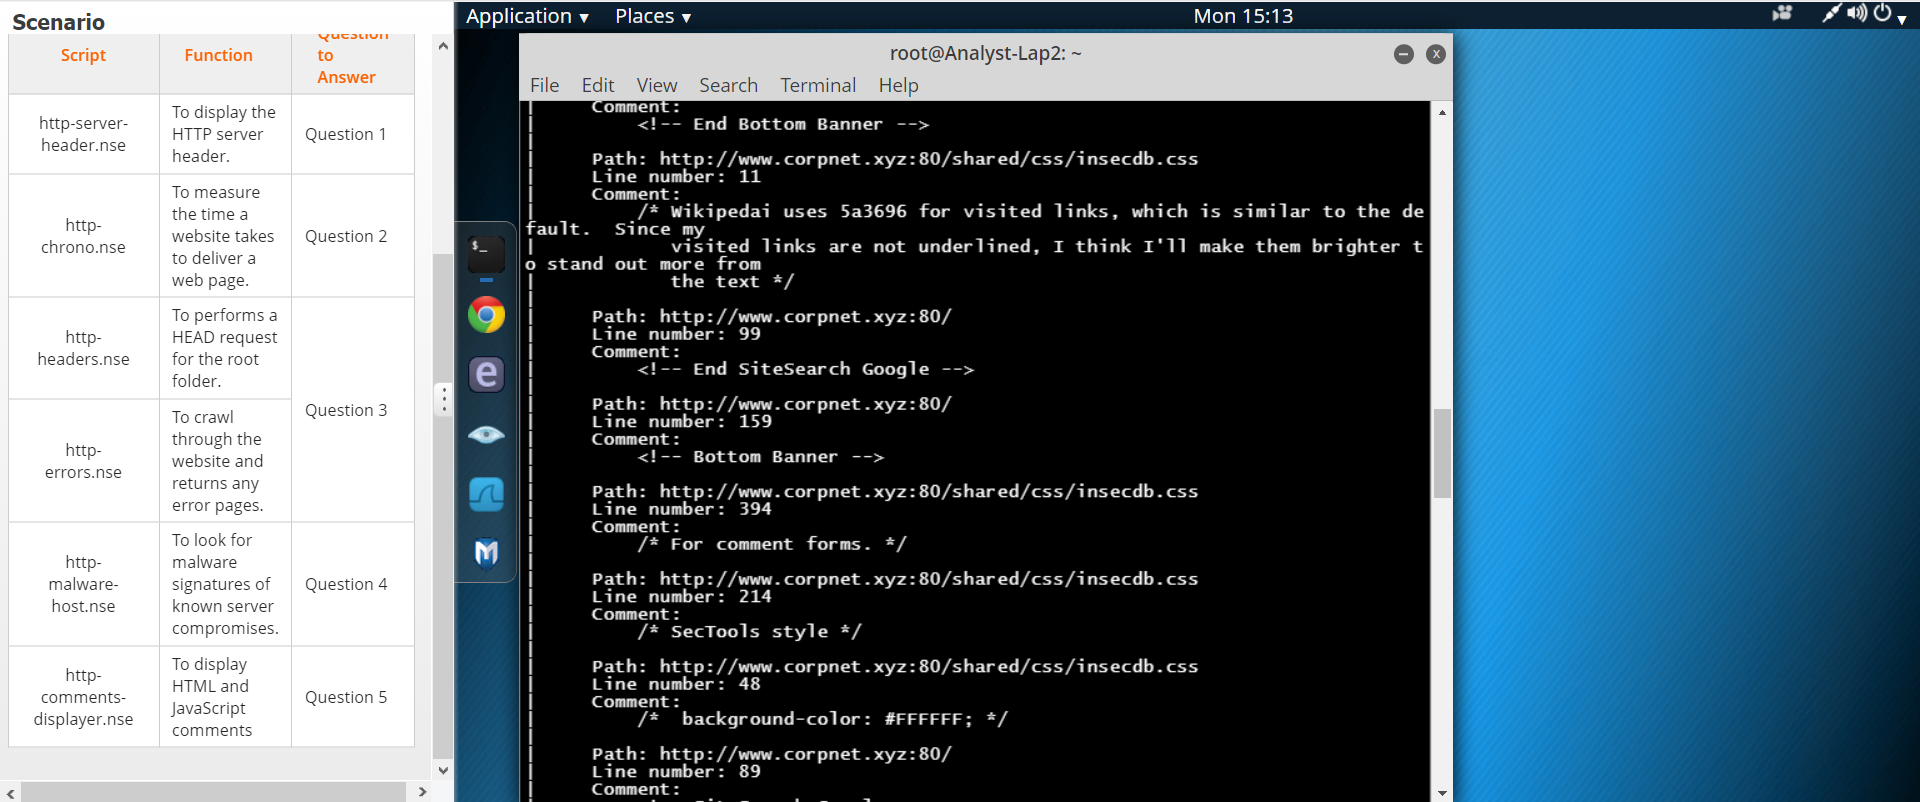 Scenario
Script
Function
Question
to
Answer
http-server-
header.nse
To display the
HTTP server
header.
Question 1
http-
chrono.nse
To measure
the time a
website takes
to deliver a
web page.
Question 2
http-
headers.nse
To performs a
HEAD request
for the root
folder.
Question 3
http-
errors.nse
To crawl
through the
website and
returns any
error pages.
http-
malware-
host.nse
To look for
malware
signatures of
known server
compromises.
Question 4
http-
comments-
displayer.nse
To display
HTML and
JavaScript
comments
Question 5
Application ▾ Places ▾ Mon 15:13
root@Analyst-Lap2: ~
File Edit View Search Terminal Help
| Comment:
| <!-- End Bottom Banner -->
|
| Path: http://www.corpnet.xyz:80/shared/css/insecdb.css
| Line number: 11
| Comment:
| /* Wikipedai uses 5a3696 for visited links, which is similar to the de
fault. Since my
| visited links are not underlined, I think I'll make them brighter t
o stand out more from
| the text */
|
| Path: http://www.corpnet.xyz:80/
| Line number: 99
| Comment:
| <!-- End SiteSearch Google -->
|
| Path: http://www.corpnet.xyz:80/
| Line number: 159
| Comment:
| <!-- Bottom Banner -->
|
| Path: http://www.corpnet.xyz:80/shared/css/insecdb.css
| Line number: 394
| Comment:
| /* For comment forms. */
|
| Path: http://www.corpnet.xyz:80/shared/css/insecdb.css
| Line number: 214
| Comment:
| /* SecTools style */
|
| Path: http://www.corpnet.xyz:80/shared/css/insecdb.css
| Line number: 48
| Comment:
| /* background-color: #FFFFFF; */
|
| Path: http://www.corpnet.xyz:80/
| Line number: 89
| Comment: